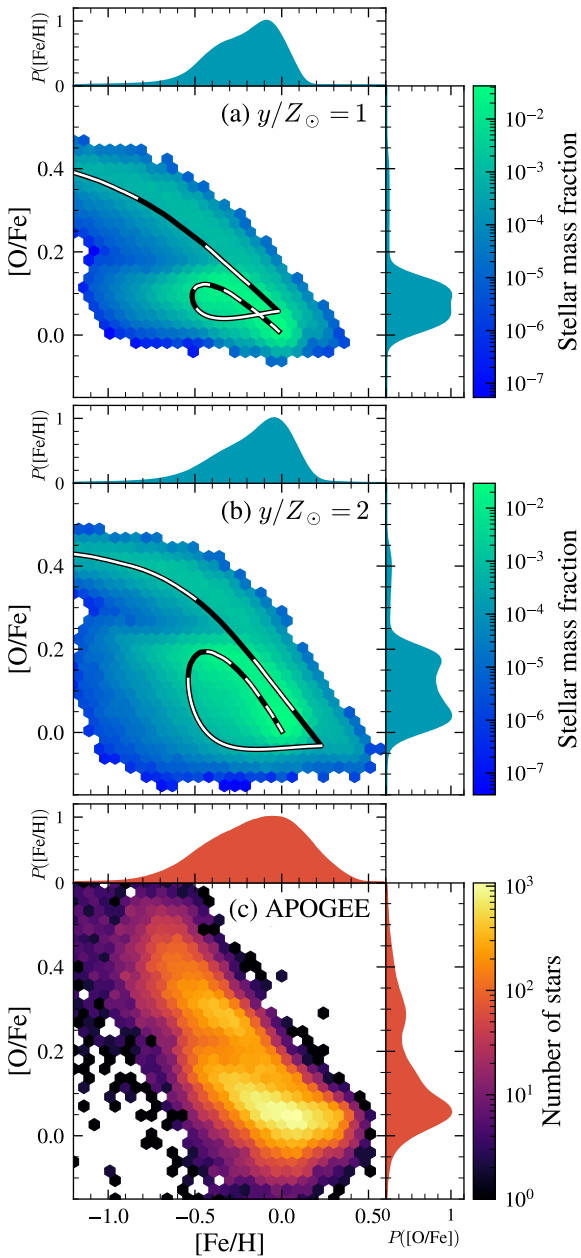 P([Fe/H])
1
0
(a) y/Z⊙ = 1
[O/Fe]
0.4
0.2
0.0
10⁻²
10⁻³
10⁻⁴
10⁻⁵
10⁻⁶
10⁻⁷
Stellar mass fraction
P([Fe/H])
1
0
(b) y/Z⊙ = 2
[O/Fe]
0.4
0.2
0.0
10⁻²
10⁻³
10⁻⁴
10⁻⁵
10⁻⁶
10⁻⁷
Stellar mass fraction
P([Fe/H])
1
0
(c) APOGEE
[O/Fe]
0.4
0.2
0.0
10³
10²
10¹
10⁰
Number of stars
−1.0 −0.5 0.0 0.5
[Fe/H]
0 1
P([O/Fe])